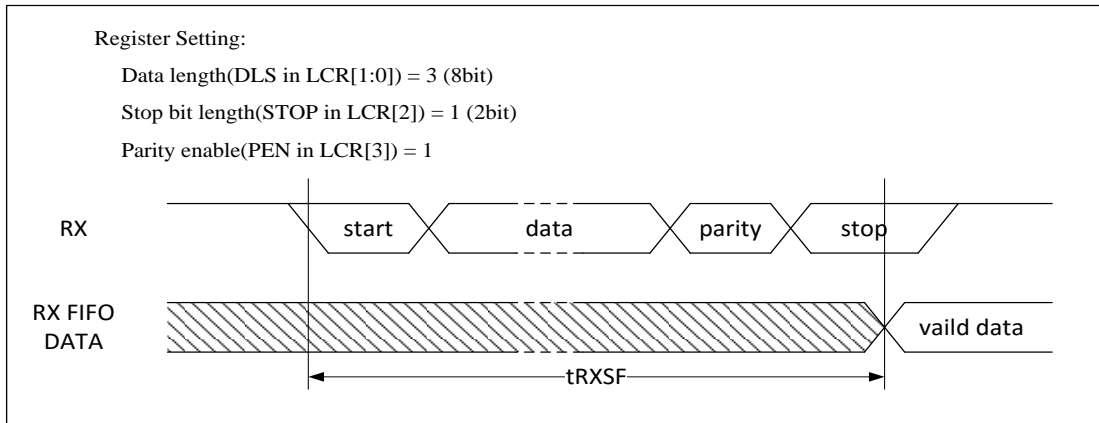 Register Setting:
Data length(DLS in LCR[1:0]) = 3 (8bit)
Stop bit length(STOP in LCR[2]) = 1 (2bit)
Parity enable(PEN in LCR[3]) = 1
RX
start
data
parity
stop
RX FIFO
DATA
vaild data
tRXSF